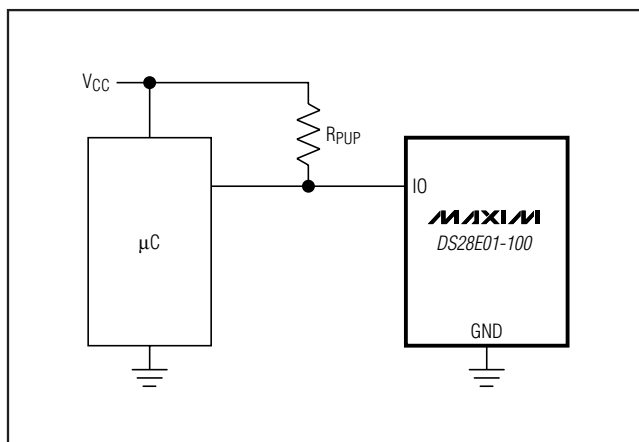 VCC
RPUP
IO
MAXIM
DS28E01-100
μC
GND